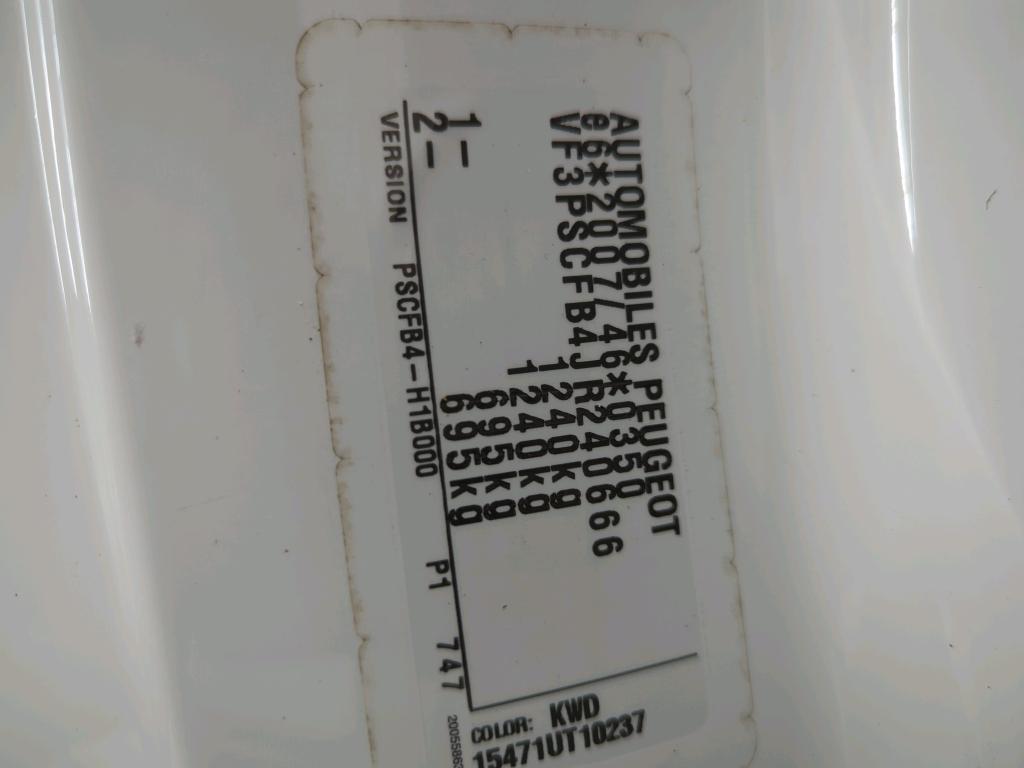 AUTOMOBILES PEUGEOT
e6*2007/46*0350
VF3PSCFB4JR240666
1240kg
1240kg
1- 695kg
2- 695kg
VERSION PSCFB4-H1B000 P1 747
COLOR: KWD
15471UT10237